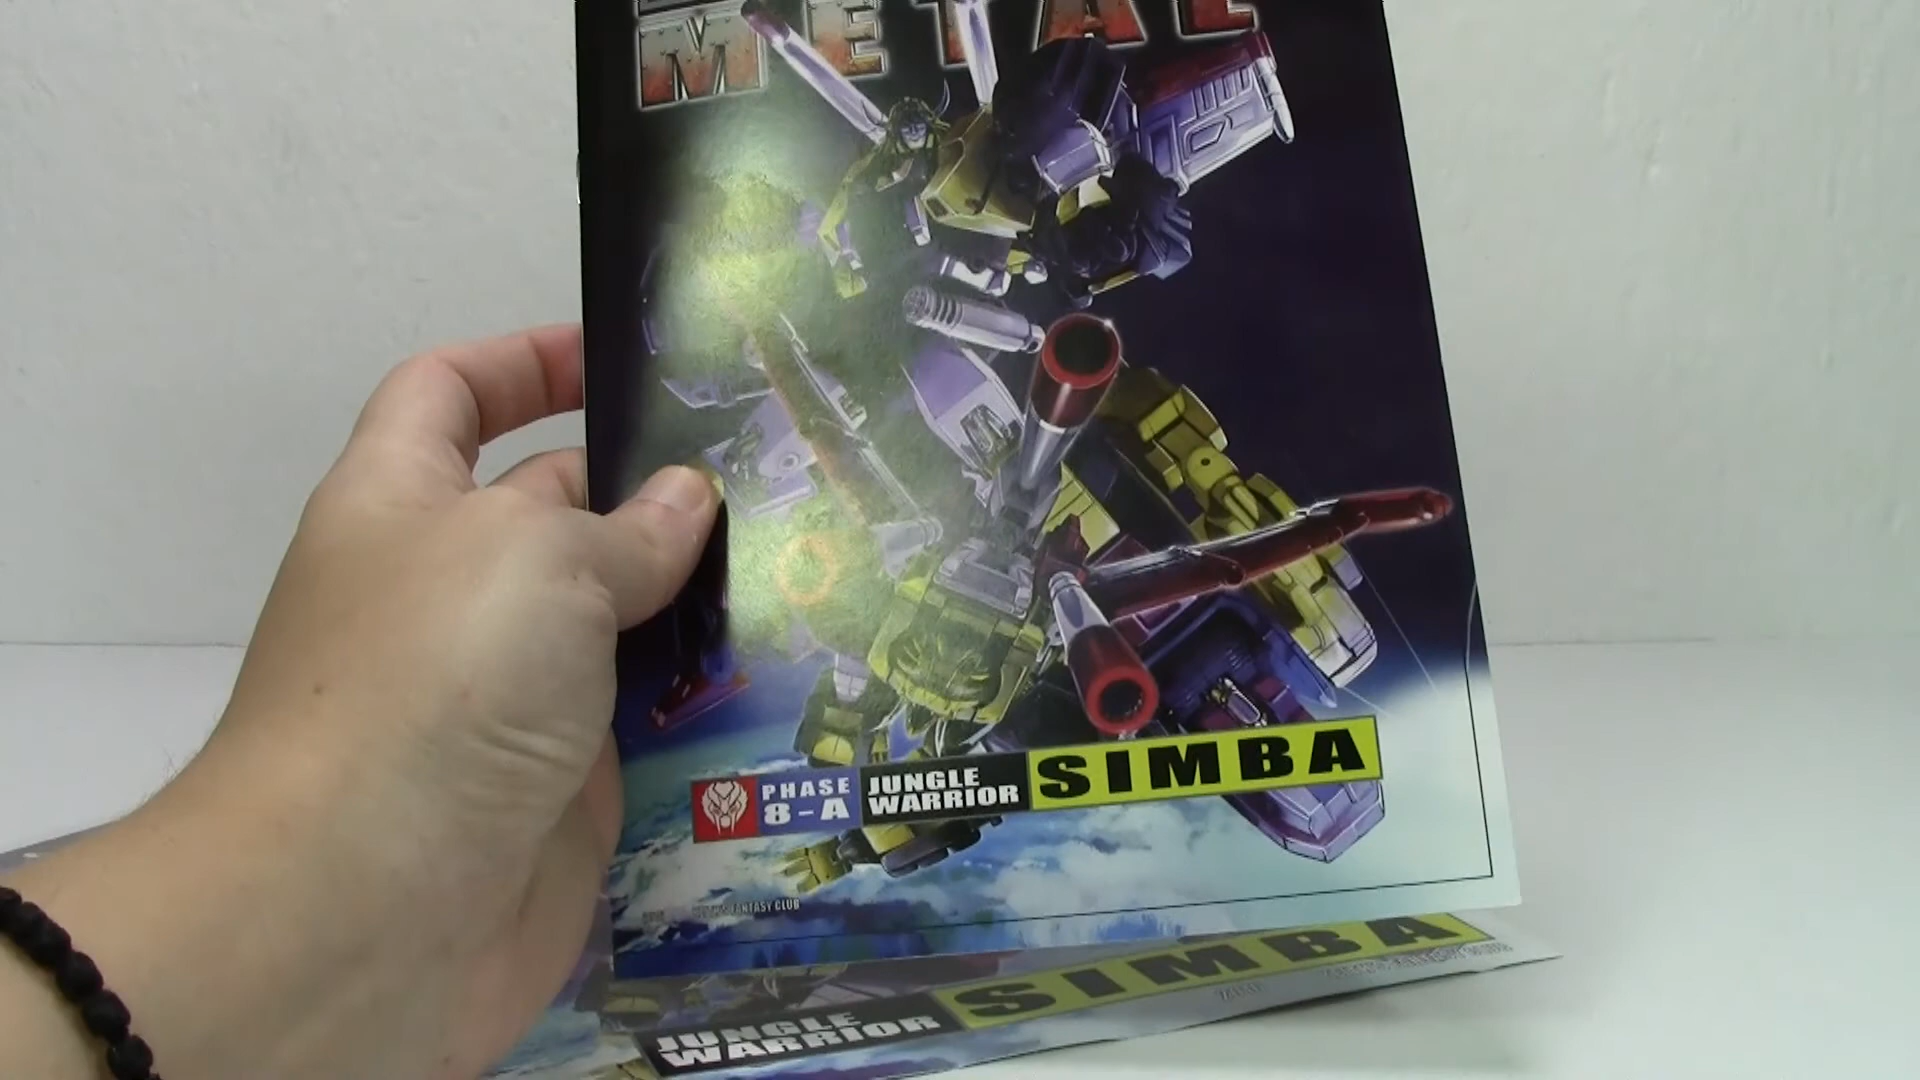 METAL
PHASE
8-A
JUNGLE
WARRIOR
SIMBA
FANTASY CLUB
JUNGLE
WARRIOR
SIMBA